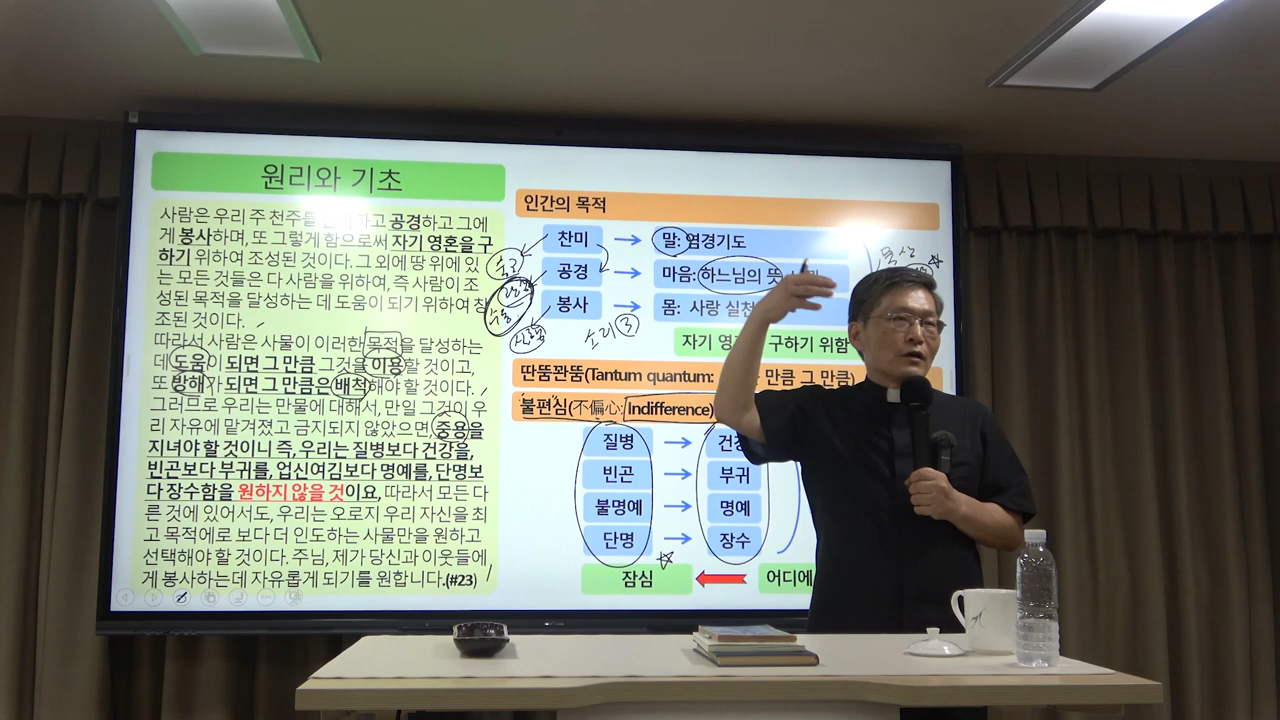 원리와 기초
사람은 우리 주 천주를 하고 공경하고 그에
게 봉사하며, 또 그렇게 함으로써 자기 영혼을 구
하기 위하여 조성된 것이다. 그 외에 땅 위에 있
는 모든 것들은 다 사람을 위하여, 즉 사람이 조
성된 목적을 달성하는 데 도움이 되기 위하여 창
조된 것이다.
따라서 사람은 사물이 이러한 목적을 달성하는
데 도움이 되면 그 만큼 그것을 이용할 것이고,
또 방해가 되면 그 만큼은 배척해야 할 것이다.
그러므로 우리는 만물에 대해서, 만일 그것이 우
리 자유에 맡겨졌고 금지되지 않았으면, 중용을
지녀야 할 것이니 즉, 우리는 질병보다 건강을,
빈곤보다 부귀를, 업신여김보다 명예를, 단명보
다 장수함을 원하지 않을 것이요, 따라서 모든 다
른 것에 있어서도, 우리는 오로지 우리 자신을 최
고 목적에로 보다 더 인도하는 사물만을 원하고
선택해야 할 것이다. 주님, 제가 당신과 이웃들에
게 봉사하는데 자유롭게 되기를 원합니다.(#23)
인간의 목적
찬미 → 말: 염경기도
공경 → 마음: 하느님의 뜻
봉사 → 몸: 사랑 실천
소리 ③
묵상
자기 구하기 위함
딴뚬꽌뚬(Tantum quantum: 만큼 그 만큼)
불편심(不偏心: Indifference)
질병 →
빈곤 → 부귀
불명예 → 명예
단명 → 장수
잠심 ← 어디에